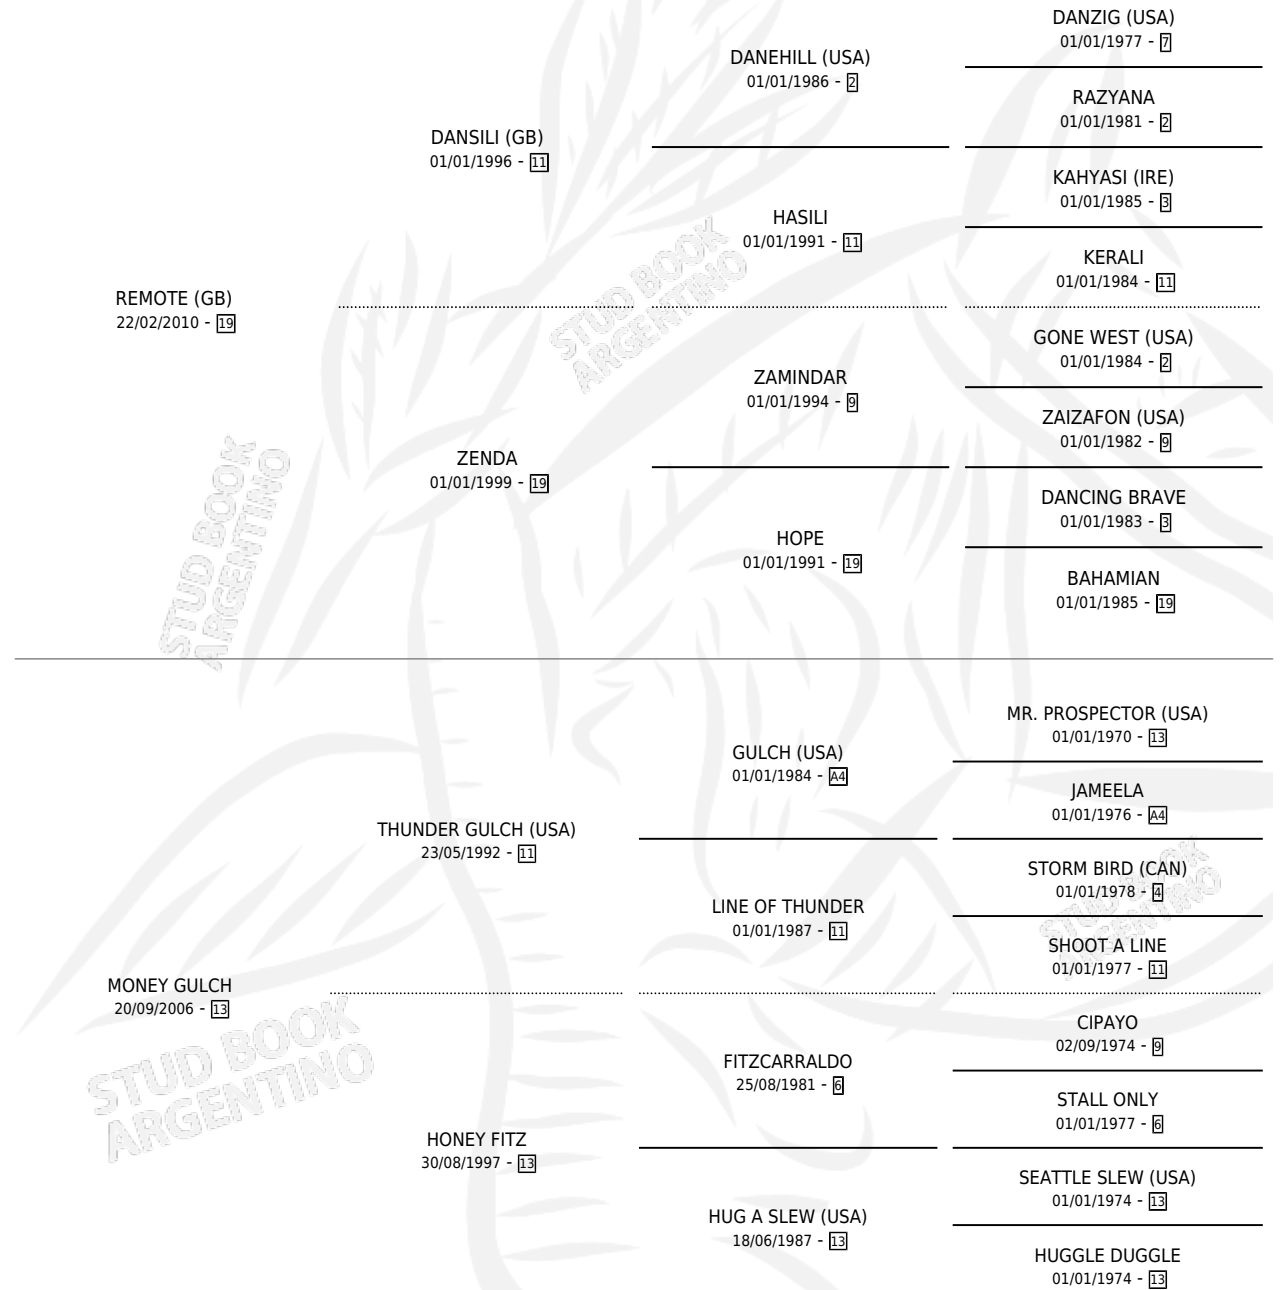 DANZIG (USA)
01/01/1977 - 7
DANEHILL (USA)
01/01/1986 - 2
RAZYANA
01/01/1981 - 2
DANSILI (GB)
01/01/1996 - 11
KAHYASI (IRE)
01/01/1985 - 3
HASILI
01/01/1991 - 11
KERALI
01/01/1984 - 11
REMOTE (GB)
22/02/2010 - 19
GONE WEST (USA)
01/01/1984 - 2
ZAMINDAR
01/01/1994 - 9
ZAIZAFON (USA)
01/01/1982 - 9
ZENDA
01/01/1999 - 19
DANCING BRAVE
01/01/1983 - 3
HOPE
01/01/1991 - 19
BAHAMIAN
01/01/1985 - 19
MR. PROSPECTOR (USA)
01/01/1970 - 13
GULCH (USA)
01/01/1984 - A4
JAMEELA
01/01/1976 - A4
THUNDER GULCH (USA)
23/05/1992 - 11
STORM BIRD (CAN)
01/01/1978 - 4
LINE OF THUNDER
01/01/1987 - 11
SHOOT A LINE
01/01/1977 - 11
MONEY GULCH
20/09/2006 - 13
CIPAYO
02/09/1974 - 9
FITZCARRALDO
25/08/1981 - 6
STALL ONLY
01/01/1977 - 6
HONEY FITZ
30/08/1997 - 13
SEATTLE SLEW (USA)
01/01/1974 - 13
HUG A SLEW (USA)
18/06/1987 - 13
HUGGLE DUGGLE
01/01/1974 - 13
STUD BOOK
ARGENTINO
STUD BOOK
ARGENTINO
STUD BOOK
ARGENTINO
STUD BOOK
ARGENTINO